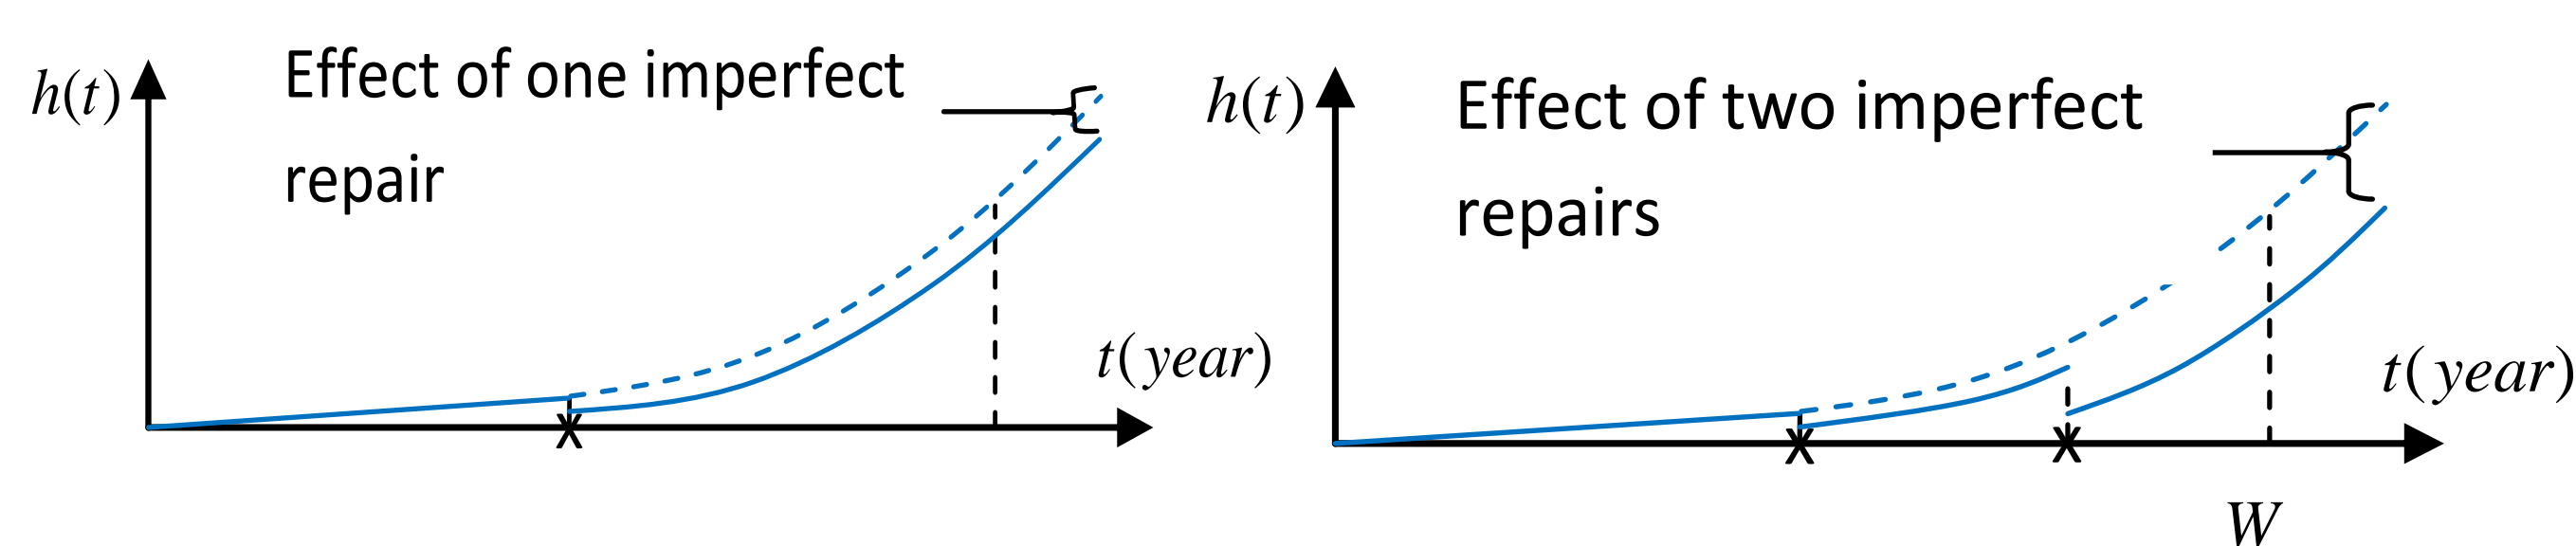 h(t)
Effect of one imperfect
repair
X
t(year)
h(t)
Effect of two imperfect
repairs
X
X
t(year)
W